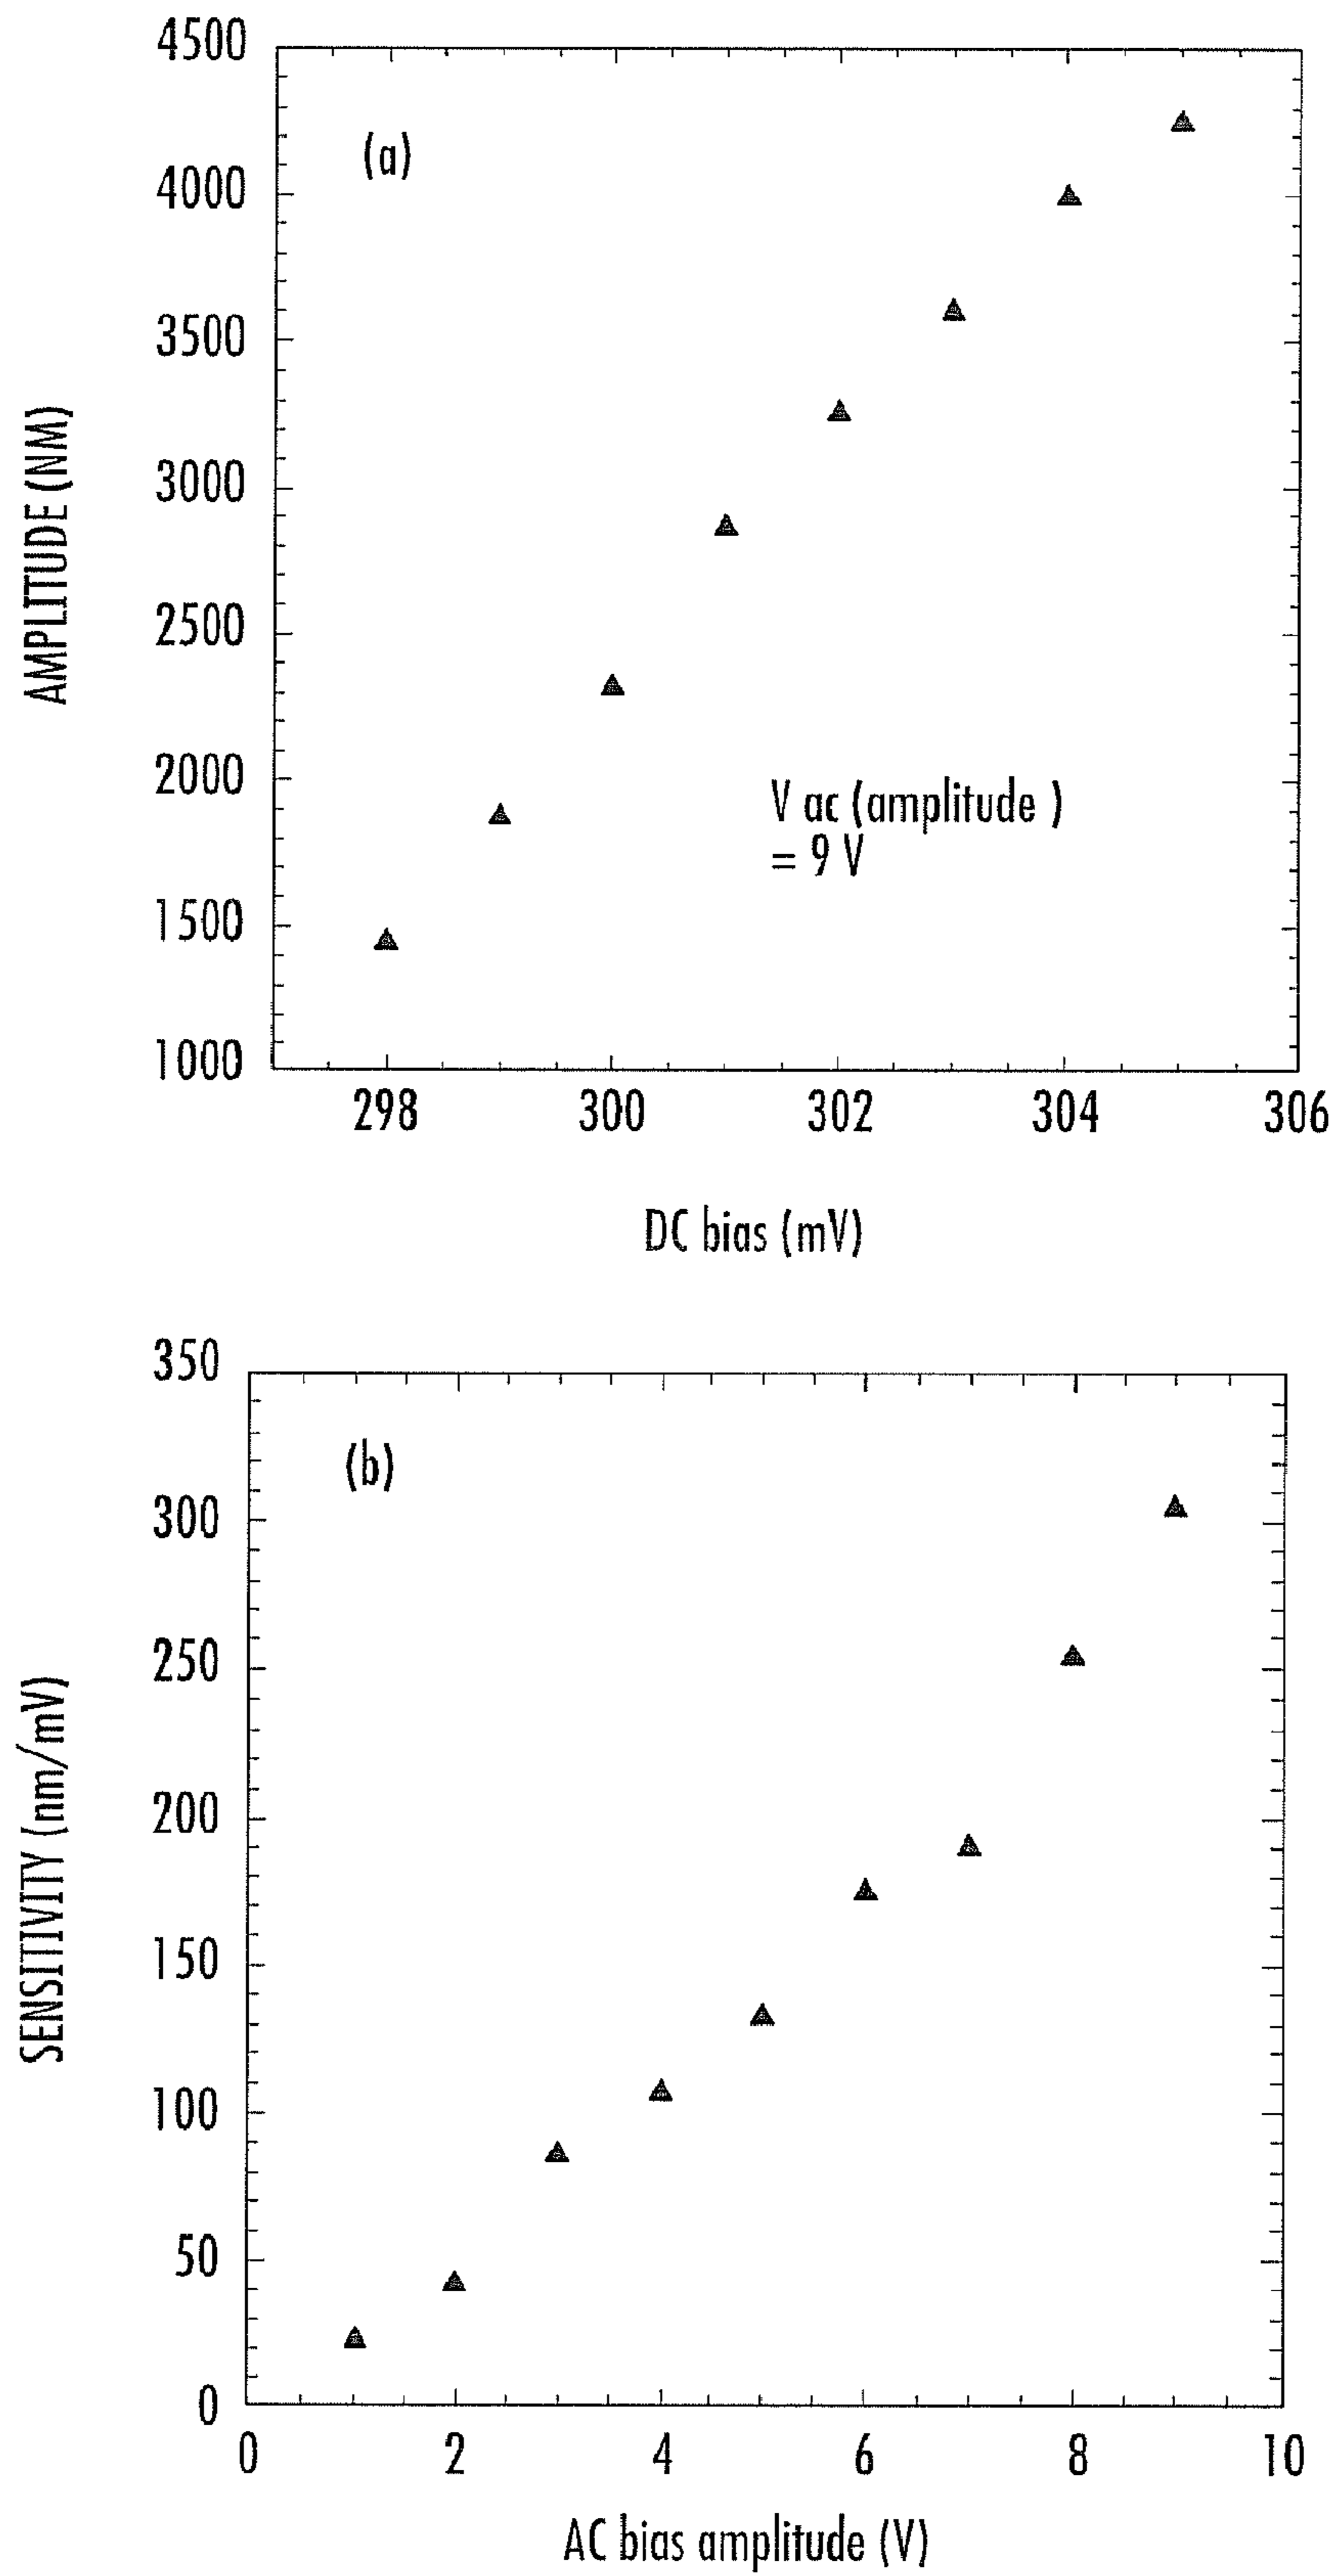 4500
(a)
4000
3500
3000
2500
2000
1500
1000
AMPLITUDE (NM)
V ac (amplitude )
= 9 V
298 300 302 304 306
DC bias (mV)
350
(b)
300
250
200
150
100
50
0
SENSITIVITY (nm/mV)
0 2 4 6 8 10
AC bias amplitude (V)